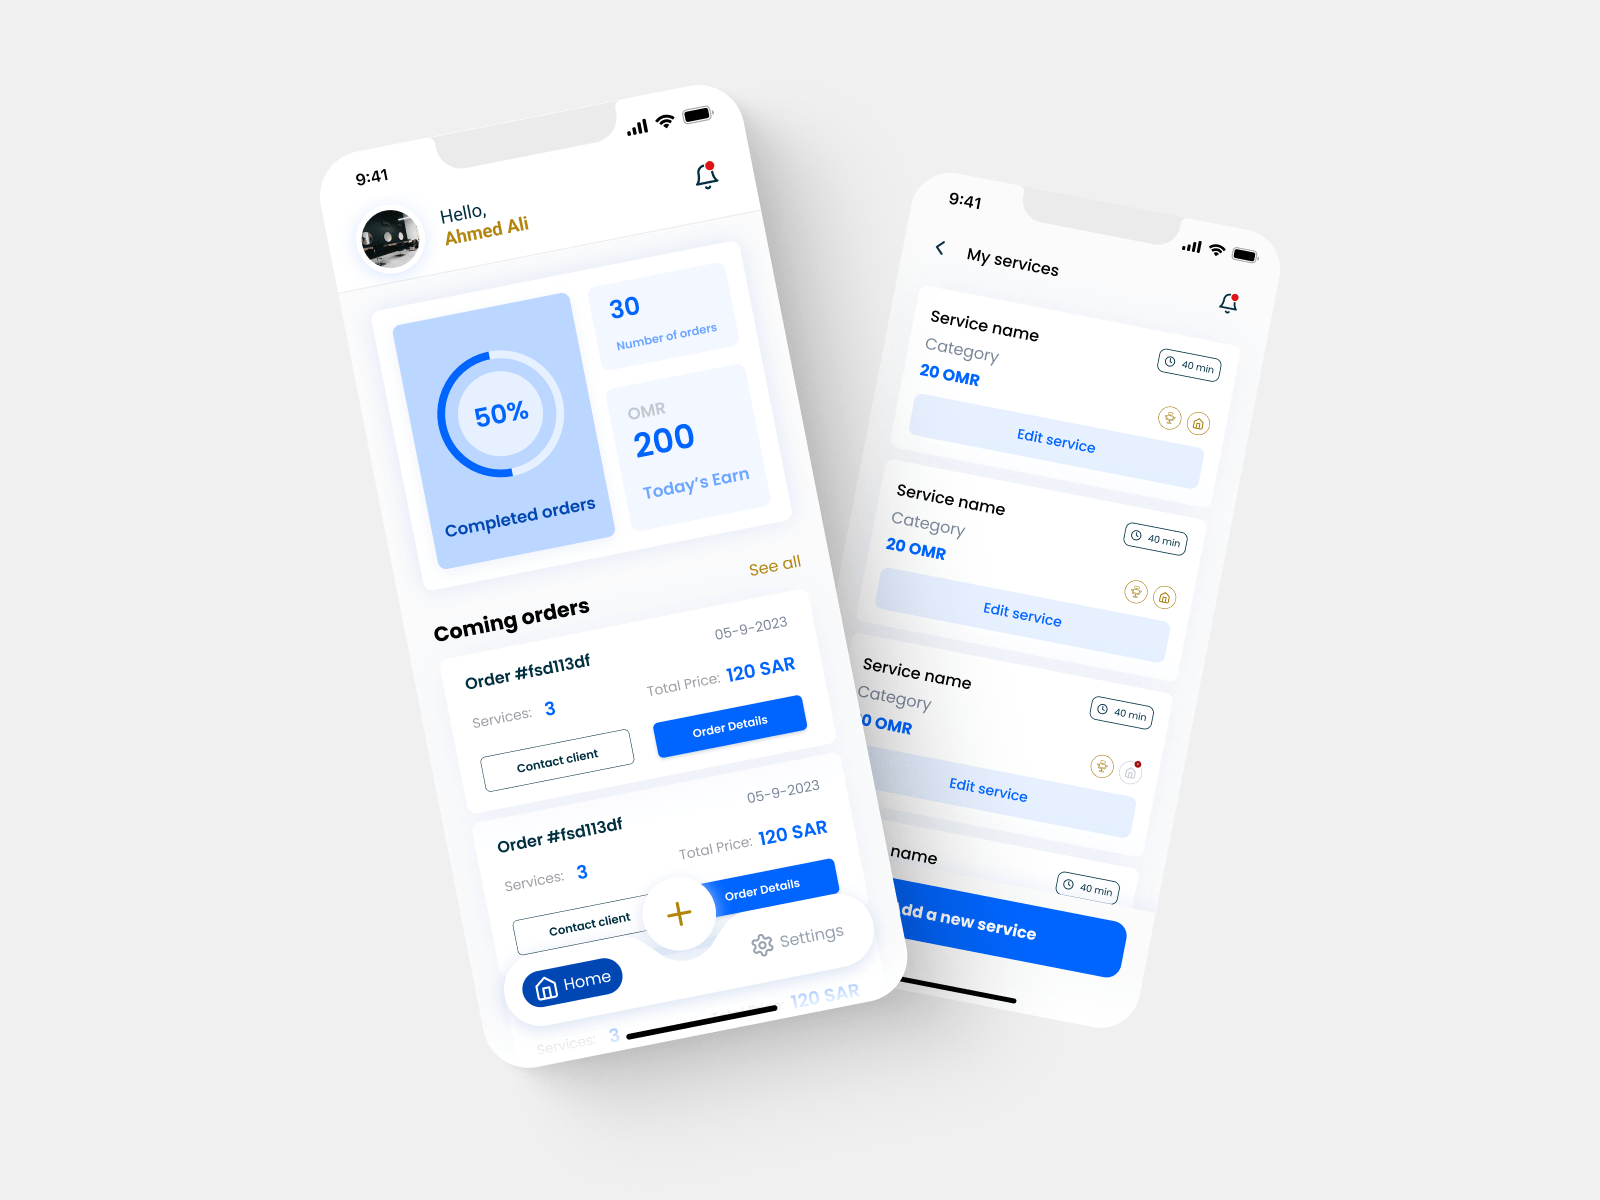 9:41
Hello,
Ahmed Ali
50%
Completed orders
30
Number of orders
OMR
200
Today's Earn
Coming orders
See all
05-9-2023
Order #fsd113df
Services: 3
Total Price: 120 SAR
Contact client
Order Details
05-9-2023
Order #fsd113df
Services: 3
Total Price: 120 SAR
Contact client
Order Details
Home
Settings
Services: 3
120 SAR
9:41
My services
Service name
Category
20 OMR
40 min
Edit service
Service name
Category
20 OMR
40 min
Edit service
Service name
Category
0 OMR
40 min
Edit service
name
40 min
dd a new service